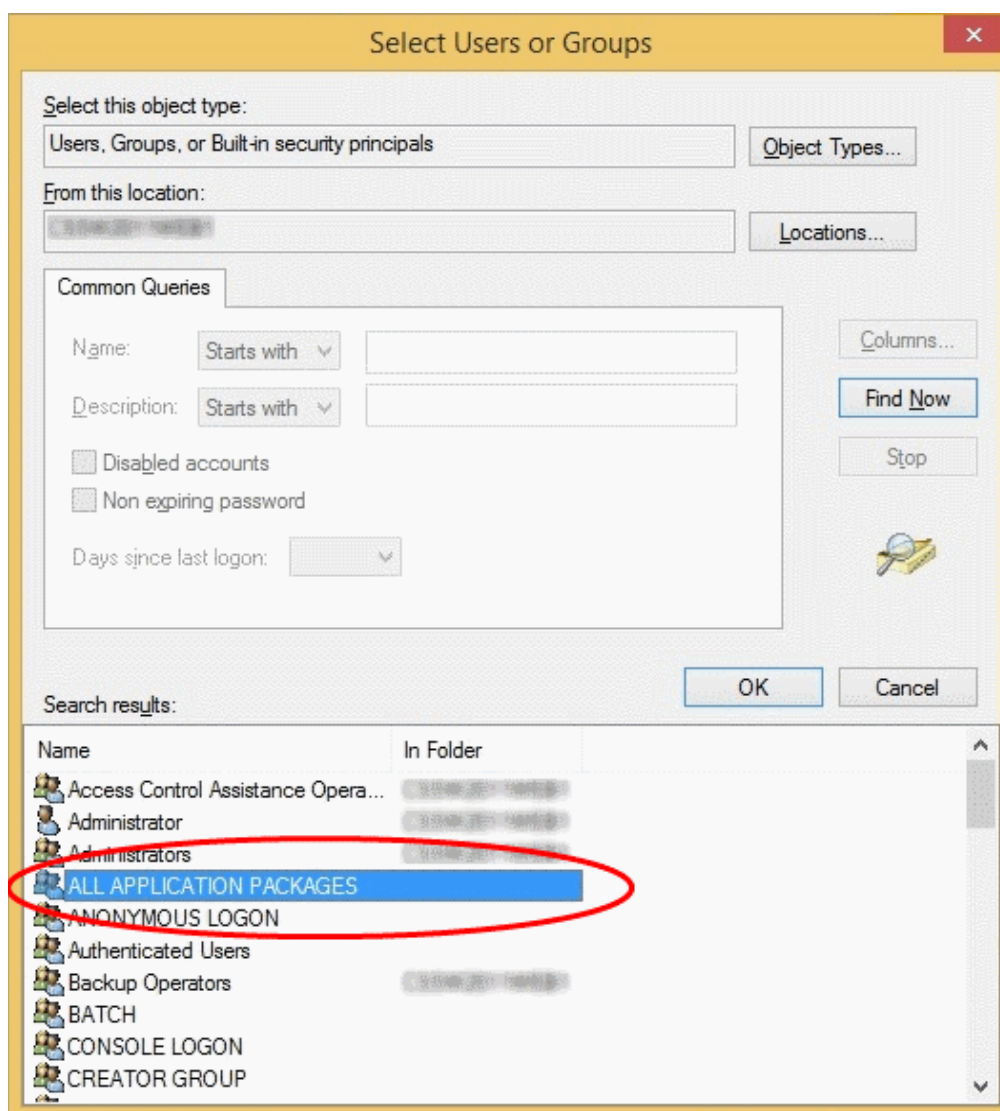 Select Users or Groups
Select this object type:
Users, Groups, or Built-in security principals
Object Types...
From this location:
Locations...
Common Queries
Name:
Starts with
Columns...
Description:
Starts with
Find Now
Disabled accounts
Stop
Non expiring password
Days since last logon:
OK
Cancel
Search results:
Name
In Folder
Access Control Assistance Opera...
Administrator
Administrators
ALL APPLICATION PACKAGES
ANONYMOUS LOGON
Authenticated Users
Backup Operators
BATCH
CONSOLE LOGON
CREATOR GROUP